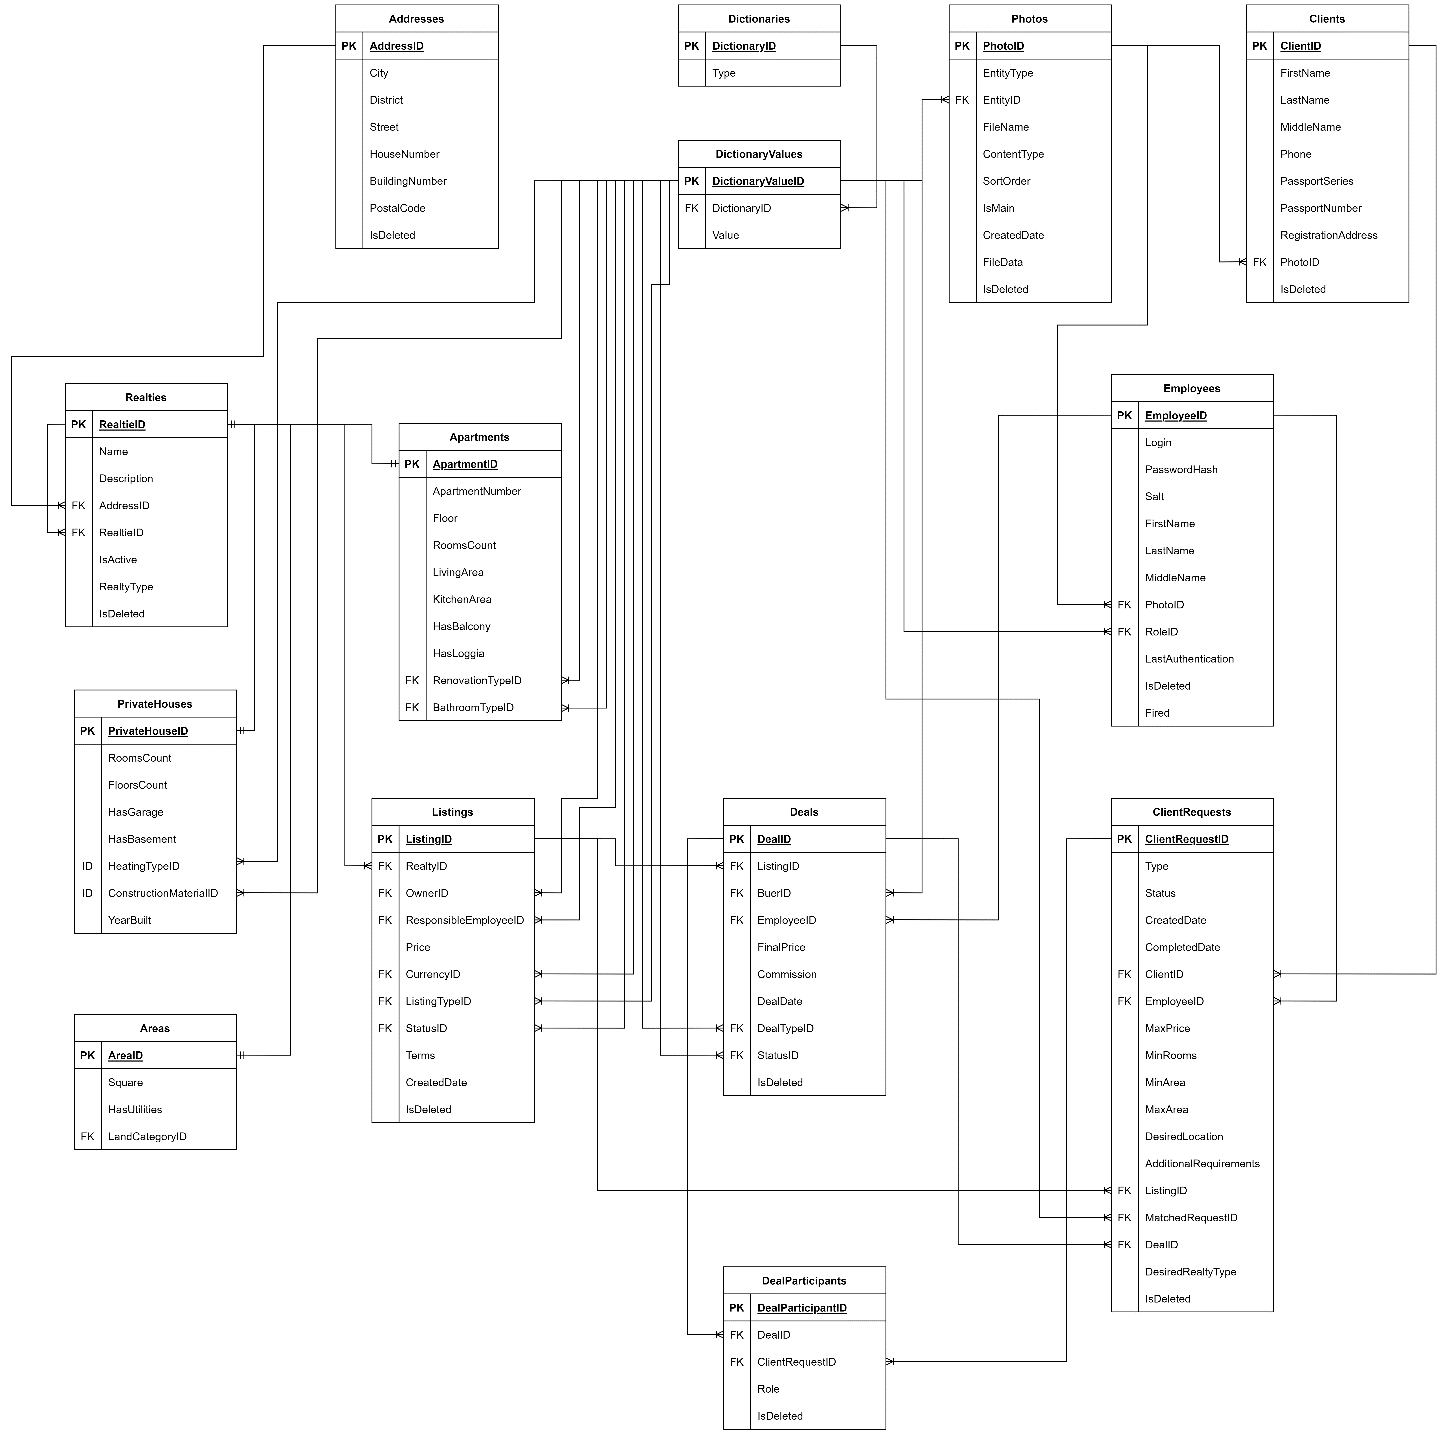 Addresses
PK AddressID
City
District
Street
HouseNumber
BuildingNumber
PostalCode
IsDeleted
Dictionaries
PK DictionaryID
Type
DictionaryValues
PK DictionaryValueID
FK DictionaryID
Value
Photos
PK PhotoID
EntityType
FK EntityID
FileName
ContentType
SortOrder
IsMain
CreatedDate
FileData
IsDeleted
Clients
PK ClientID
FirstName
LastName
MiddleName
Phone
PassportSeries
PassportNumber
RegistrationAddress
FK PhotoID
IsDeleted
Realties
PK RealtieID
Name
Description
FK AddressID
FK RealtieID
IsActive
RealtyType
IsDeleted
Apartments
PK ApartmentID
ApartmentNumber
Floor
RoomsCount
LivingArea
KitchenArea
HasBalcony
HasLoggia
FK RenovationTypeID
FK BathroomTypeID
Employees
PK EmployeeID
Login
PasswordHash
Salt
FirstName
LastName
MiddleName
FK PhotoID
FK RoleID
LastAuthentication
IsDeleted
Fired
PrivateHouses
PK PrivateHouseID
RoomsCount
FloorsCount
HasGarage
HasBasement
ID HeatingTypeID
ID ConstructionMaterialID
YearBuilt
Listings
PK ListingID
FK RealtyID
FK OwnerID
FK ResponsibleEmployeeID
Price
FK CurrencyID
FK ListingTypeID
FK StatusID
Terms
CreatedDate
IsDeleted
Deals
PK DealID
FK ListingID
FK BuerID
FK EmployeeID
FinalPrice
Commission
DealDate
FK DealTypeID
FK StatusID
IsDeleted
ClientRequests
PK ClientRequestID
Type
Status
CreatedDate
CompletedDate
FK ClientID
FK EmployeeID
MaxPrice
MinRooms
MinArea
MaxArea
DesiredLocation
AdditionalRequirements
FK ListingID
FK MatchedRequestID
FK DealID
DesiredRealtyType
IsDeleted
Areas
PK AreaID
Square
HasUtilities
FK LandCategoryID
DealParticipants
PK DealParticipantID
FK DealID
FK ClientRequestID
Role
IsDeleted